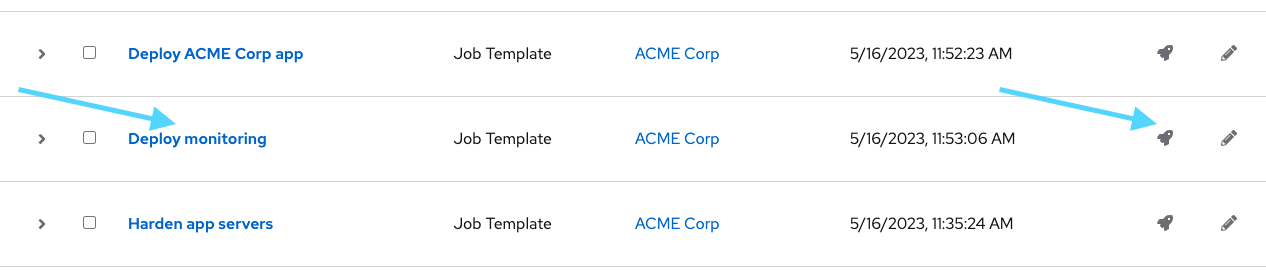 Deploy ACME Corp app Job Template ACME Corp 5/16/2023, 11:52:23 AM
Deploy monitoring Job Template ACME Corp 5/16/2023, 11:53:06 AM
Harden app servers Job Template ACME Corp 5/16/2023, 11:35:24 AM